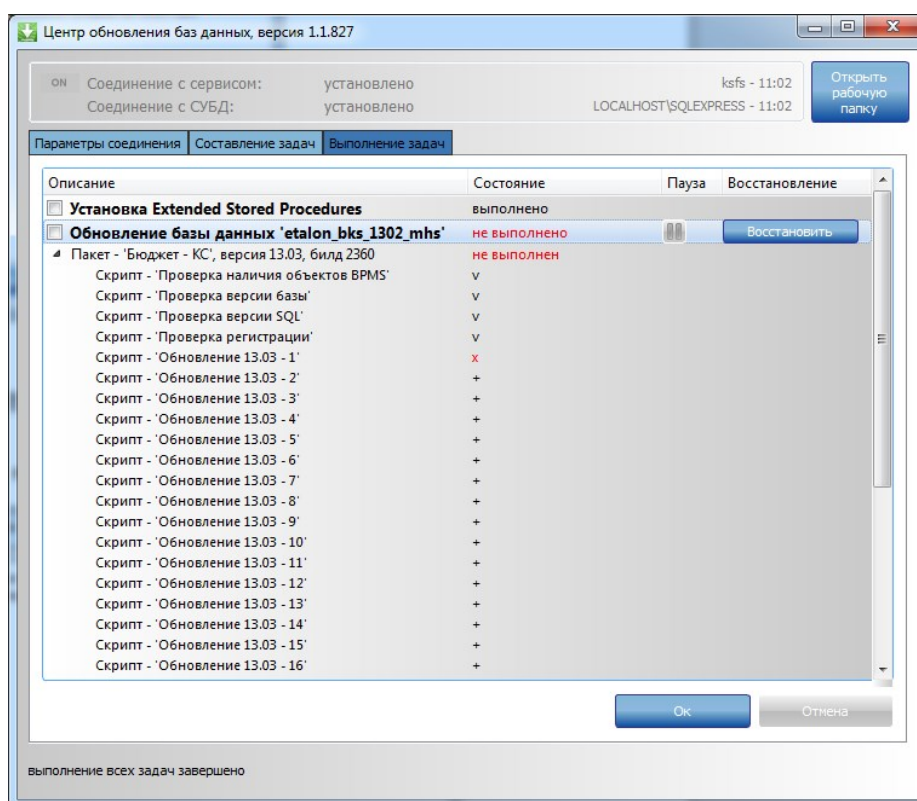 Центр обновления баз данных, версия 1.1.827
ON Соединение с сервисом: установлено ksfs - 11:02
Соединение с СУБД: установлено LOCALHOST\SQLEXPRESS - 11:02
Открыть
рабочую
папку
Параметры соединения Составление задач Выполнение задач
Описание Состояние Пауза Восстановление
Установка Extended Stored Procedures выполнено
Обновление базы данных 'etalon_bks_1302_mhs' не выполнено Восстановить
Пакет - 'Бюджет - КС', версия 13.03, билд 2360 не выполнен
Скрипт - 'Проверка наличия объектов BPMS' v
Скрипт - 'Проверка версии базы' v
Скрипт - 'Проверка версии SQL' v
Скрипт - 'Проверка регистрации' v
Скрипт - 'Обновление 13.03 - 1' x
Скрипт - 'Обновление 13.03 - 2' +
Скрипт - 'Обновление 13.03 - 3' +
Скрипт - 'Обновление 13.03 - 4' +
Скрипт - 'Обновление 13.03 - 5' +
Скрипт - 'Обновление 13.03 - 6' +
Скрипт - 'Обновление 13.03 - 7' +
Скрипт - 'Обновление 13.03 - 8' +
Скрипт - 'Обновление 13.03 - 9' +
Скрипт - 'Обновление 13.03 - 10' +
Скрипт - 'Обновление 13.03 - 11' +
Скрипт - 'Обновление 13.03 - 12' +
Скрипт - 'Обновление 13.03 - 13' +
Скрипт - 'Обновление 13.03 - 14' +
Скрипт - 'Обновление 13.03 - 15' +
Скрипт - 'Обновление 13.03 - 16' +
Ок Отмена
выполнение всех задач завершено